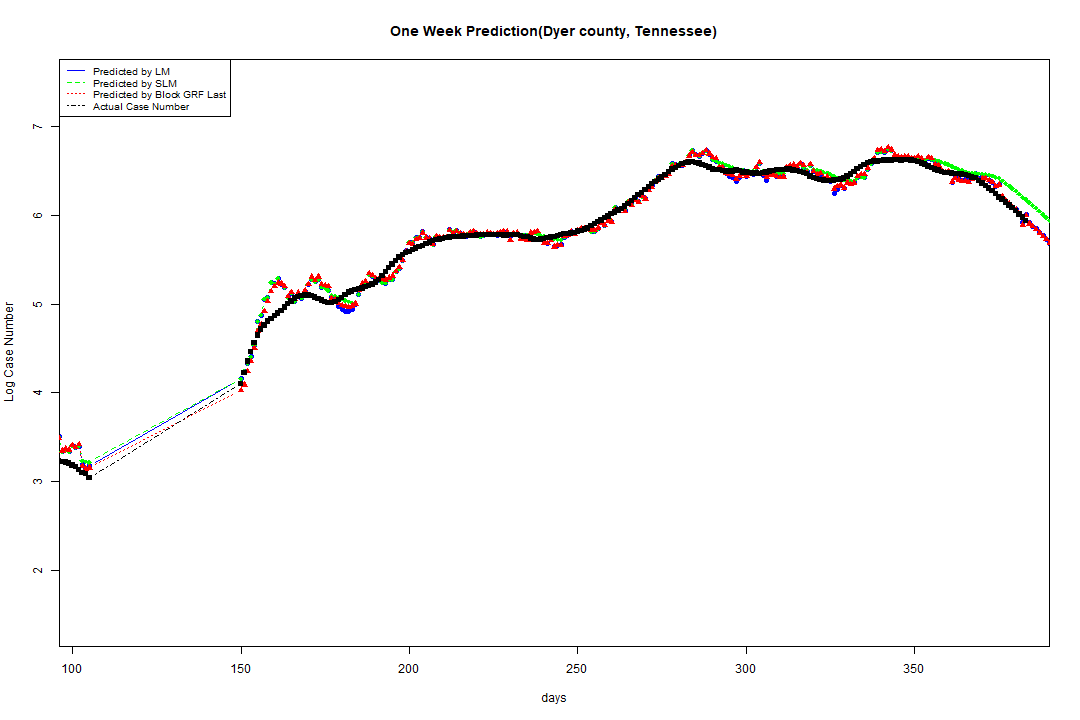 One Week Prediction(Dyer county, Tennessee)
Predicted by LM
Predicted by SLM
Predicted by Block GRF Last
Actual Case Number
7
6
5
4
3
2
Log Case Number
100 150 200 250 300 350
days